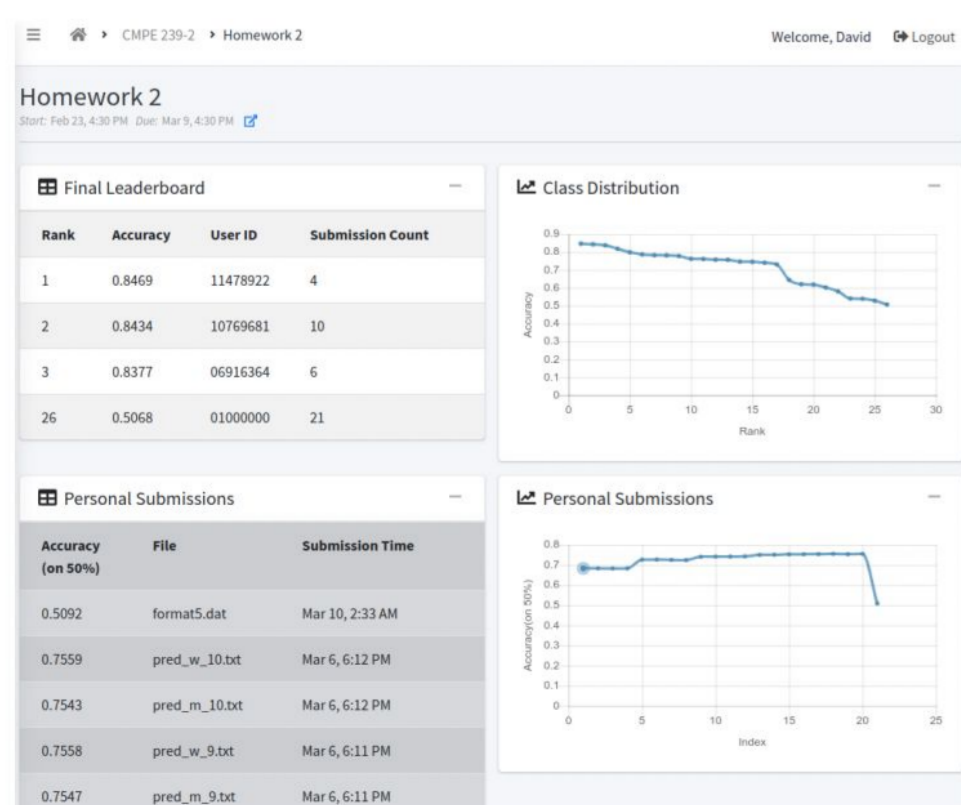 CMPE 239-2 Homework 2 Welcome, David Logout
Homework 2
Start: Feb 23, 4:30 PM Due: Mar 9, 4:30 PM
Final Leaderboard
Rank Accuracy User ID Submission Count
1 0.8469 11478922 4
2 0.8434 10769681 10
3 0.8377 06916364 6
26 0.5068 01000000 21
Class Distribution
0.9
0.8
0.7
0.6
0.5
0.4
0.3
0.2
0.1
0
Accuracy
0 5 10 15 20 25 30
Rank
Personal Submissions
Accuracy File Submission Time
(on 50%)
0.5092 format5.dat Mar 10, 2:33 AM
0.7559 pred_w_10.txt Mar 6, 6:12 PM
0.7543 pred_m_10.txt Mar 6, 6:12 PM
0.7558 pred_w_9.txt Mar 6, 6:11 PM
0.7547 pred_m_9.txt Mar 6, 6:11 PM
Personal Submissions
0.8
0.7
0.6
0.5
0.4
0.3
0.2
0.1
0
Accuracy(on 50%)
0 5 10 15 20 25
Index